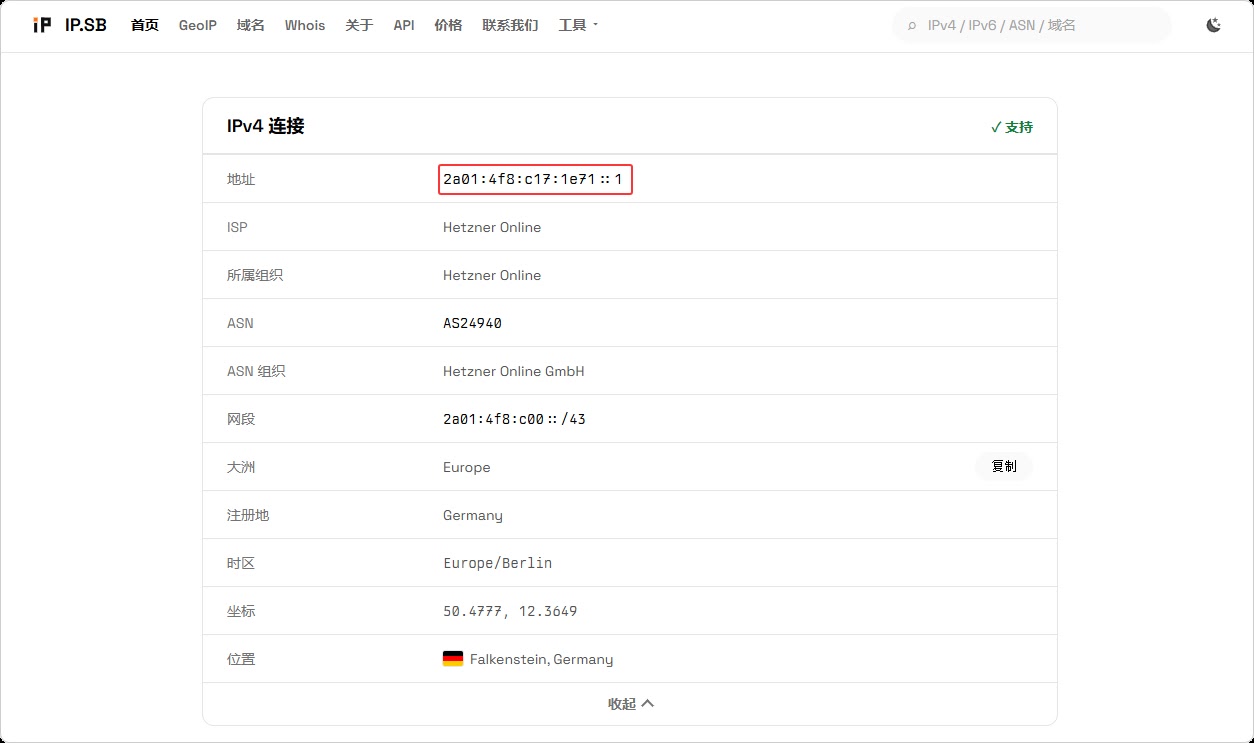 iP IP.SB 首页 GeoIP 域名 Whois 关于 API 价格 联系我们 工具 IPv4 / IPv6 / ASN / 域名
IPv4 连接 ✓ 支持
地址 2a01:4f8:c17:1e71::1
ISP Hetzner Online
所属组织 Hetzner Online
ASN AS24940
ASN 组织 Hetzner Online GmbH
网段 2a01:4f8:c00::/43
大洲 Europe 复制
注册地 Germany
时区 Europe/Berlin
坐标 50.4777, 12.3649
位置 Falkenstein, Germany
收起